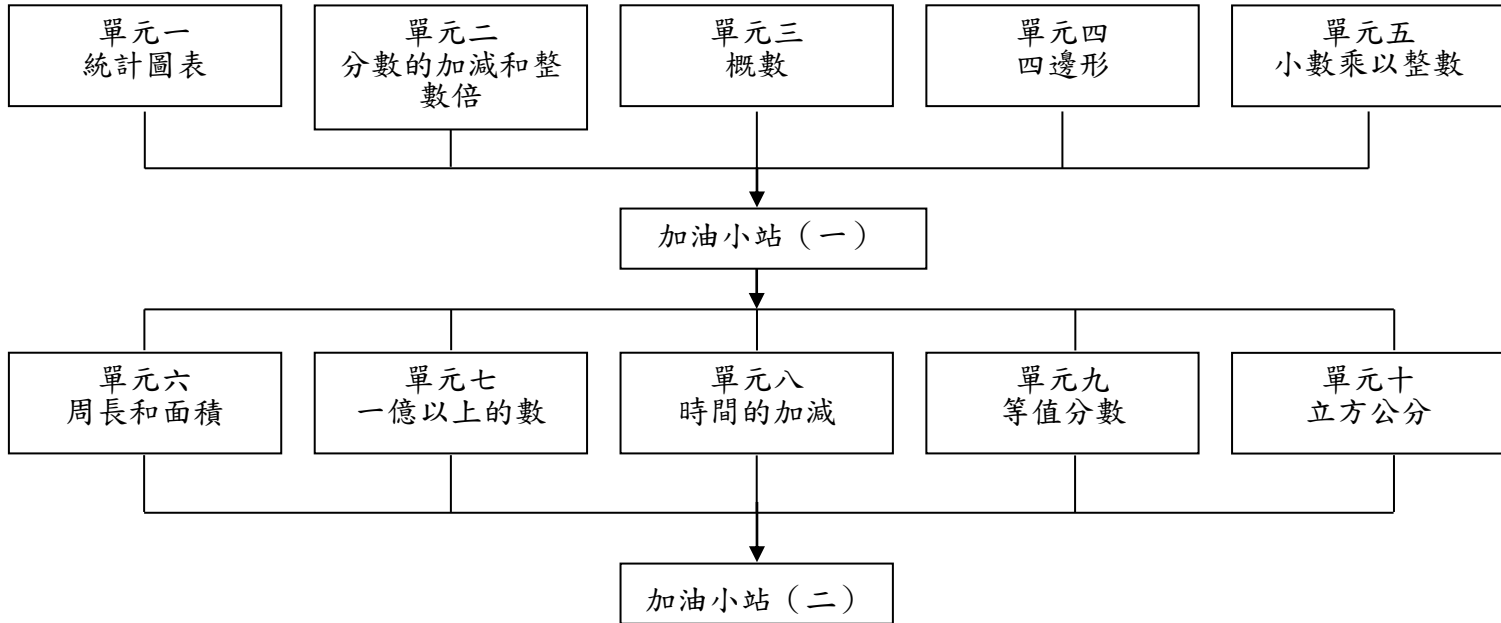 單元一
統計圖表
單元二
分數的加減和整
數倍
單元三
概數
單元四
四邊形
單元五
小數乘以整數
加油小站（一）
單元六
周長和面積
單元七
一億以上的數
單元八
時間的加減
單元九
等值分數
單元十
立方公分
加油小站（二）